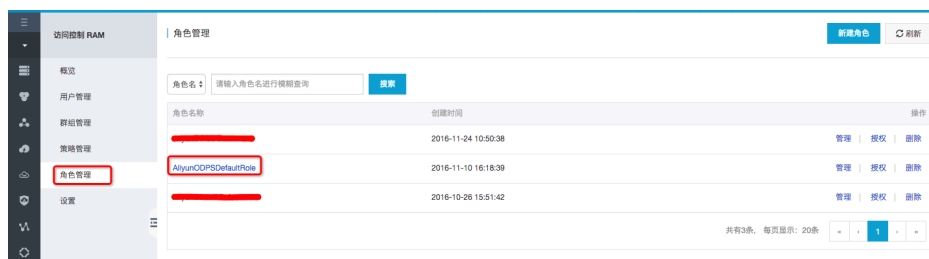 访问控制 RAM
角色管理
新建角色
刷新
概览
用户管理
群组管理
策略管理
角色管理
设置
角色名
请输入角色名进行模糊查询
搜索
角色名称 创建时间 操作
2016-11-24 10:50:38 管理 | 授权 | 删除
AliyunODPSDefaultRole 2016-11-10 16:18:39 管理 | 授权 | 删除
2016-10-26 15:51:42 管理 | 授权 | 删除
共有3条, 每页显示: 20条 « ‹ 1 › »